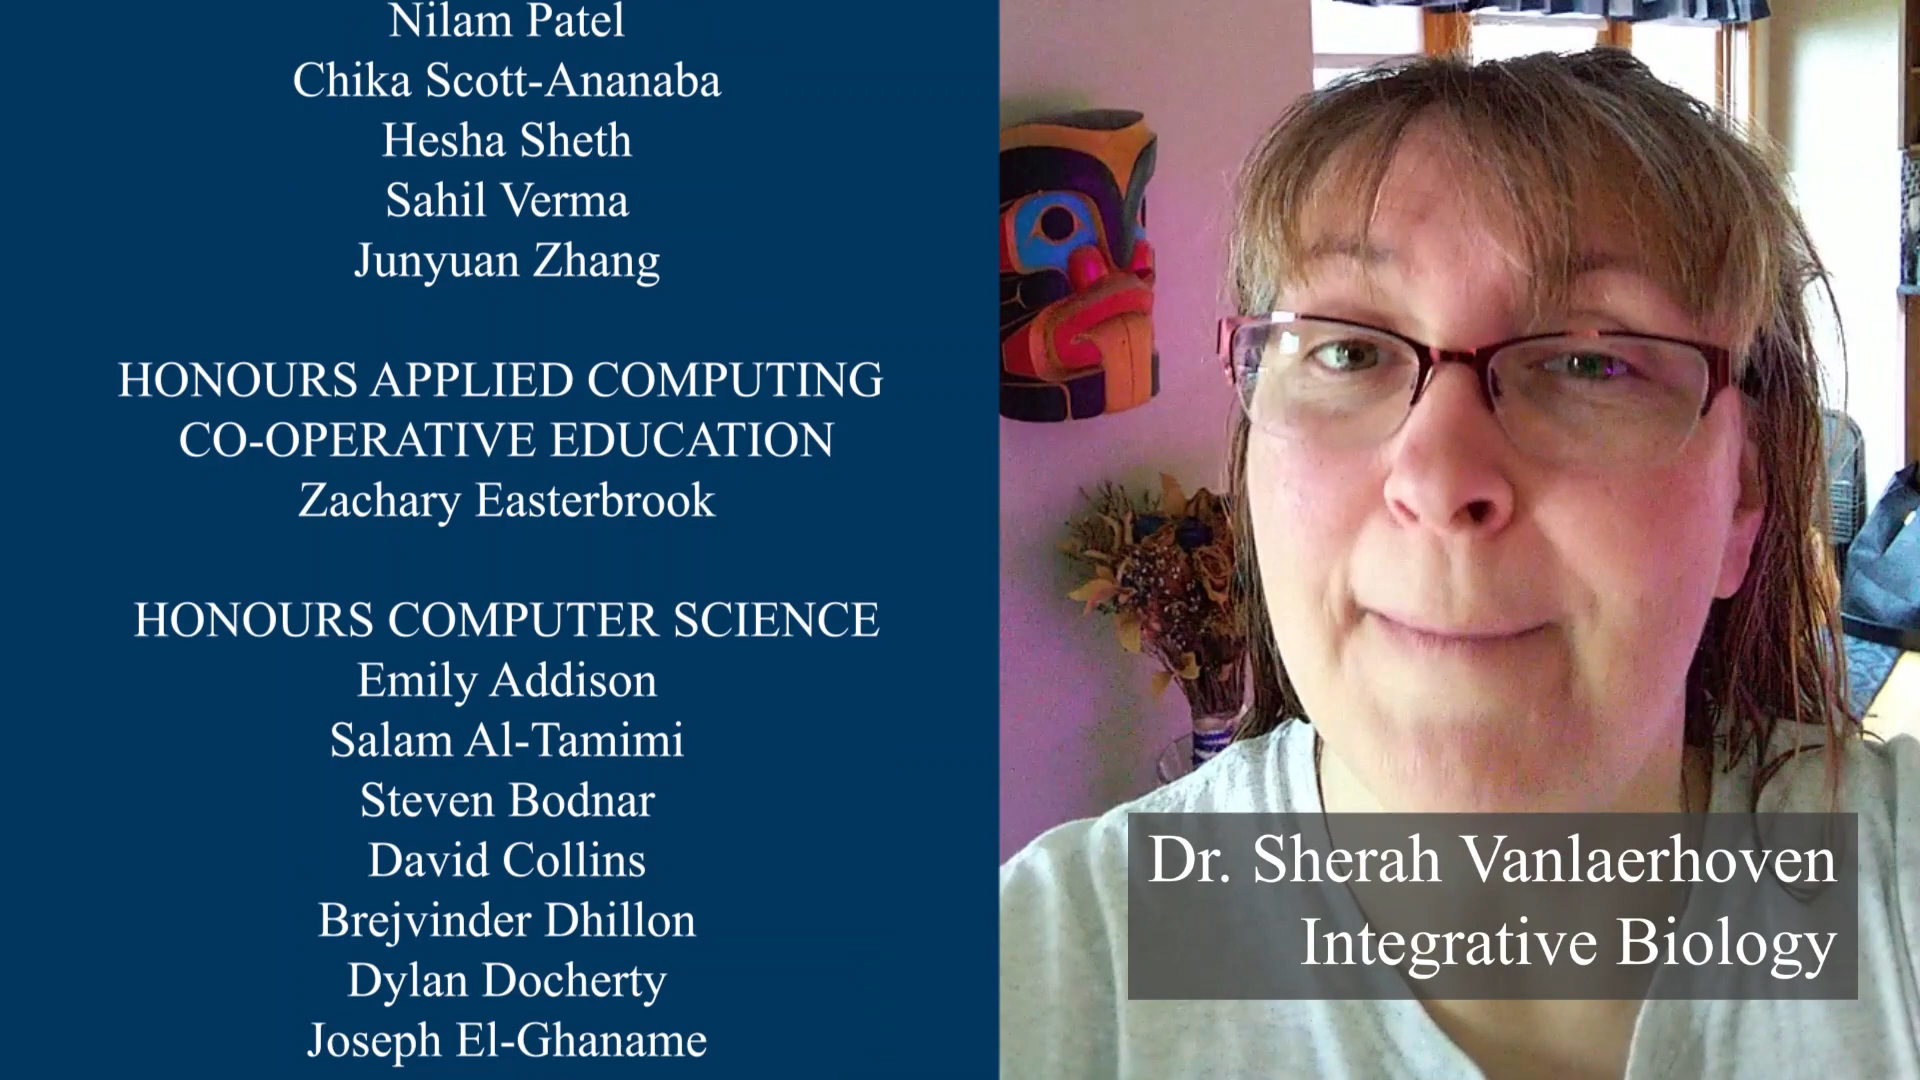 Nilam Patel
Chika Scott-Ananaba
Hesha Sheth
Sahil Verma
Junyuan Zhang
HONOURS APPLIED COMPUTING
CO-OPERATIVE EDUCATION
Zachary Easterbrook
HONOURS COMPUTER SCIENCE
Emily Addison
Salam Al-Tamimi
Steven Bodnar
David Collins
Brejvinder Dhillon
Dylan Docherty
Joseph El-Ghaname
Dr. Sherah Vanlaerhoven
Integrative Biology